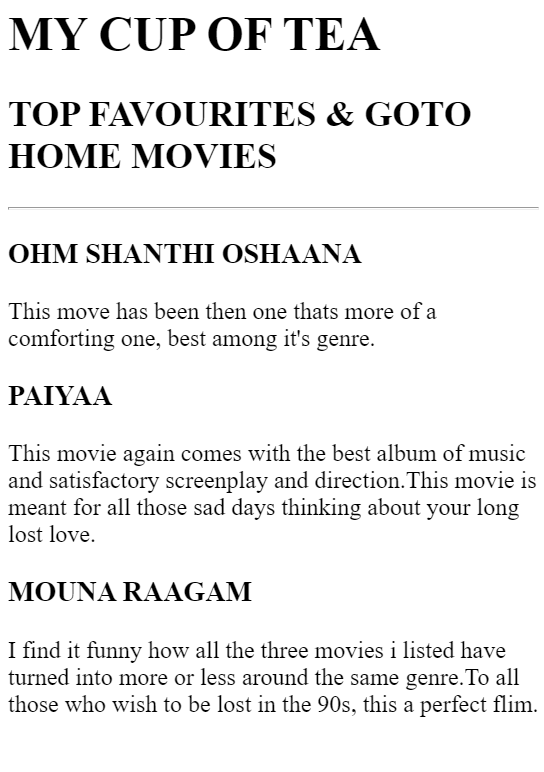 MY CUP OF TEA
TOP FAVOURITES & GOTO
HOME MOVIES
OHM SHANTHI OSHAANA
This move has been then one thats more of a
comforting one, best among it's genre.
PAIYAA
This movie again comes with the best album of music
and satisfactory screenplay and direction.This movie is
meant for all those sad days thinking about your long
lost love.
MOUNA RAAGAM
I find it funny how all the three movies i listed have
turned into more or less around the same genre.To all
those who wish to be lost in the 90s, this a perfect flim.